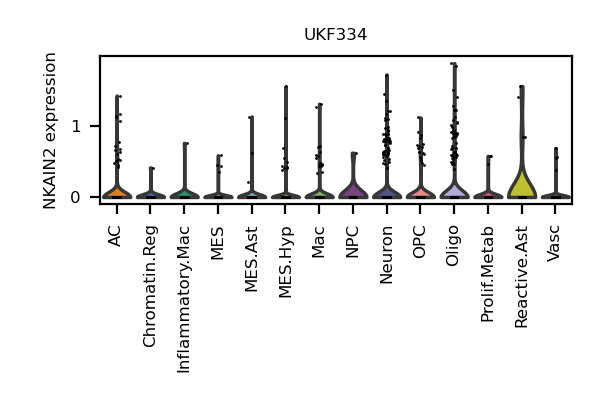 UKF334
NKAIN2 expression
1
0
AC
Chromatin.Reg
Inflammatory.Mac
MES
MES.Ast
MES.Hyp
Mac
NPC
Neuron
OPC
Oligo
Prolif.Metab
Reactive.Ast
Vasc